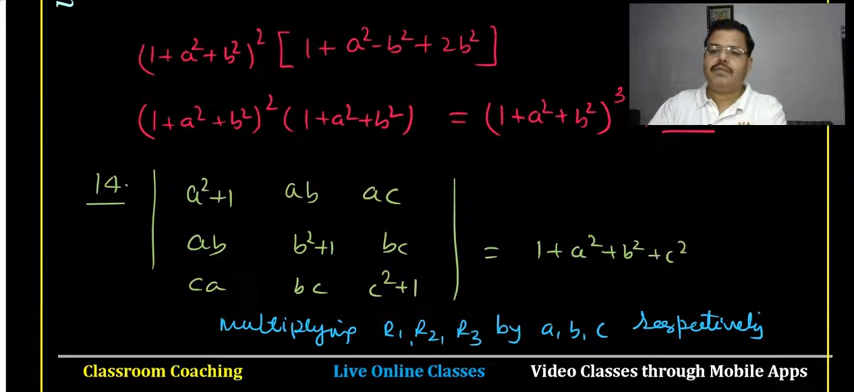 (1+a²+b²)² [1+a²-b²+2b²]
(1+a²+b²)² (1+a²+b²) = (1+a²+b²)³
14.
| a²+1 ab ac |
| ab b²+1 bc | = 1+a²+b²+c²
| ca bc c²+1 |
multiplying R₁, R₂, R₃ by a, b, c respectively
Classroom Coaching Live Online Classes Video Classes through Mobile Apps